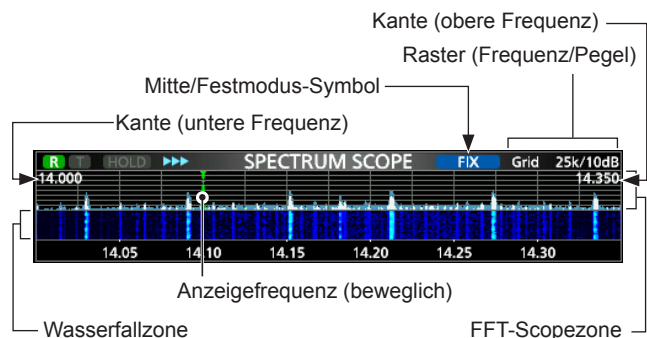 Kante (obere Frequenz)
Raster (Frequenz/Pegel)
Mitte/Festmodus-Symbol
Kante (untere Frequenz)
R T HOLD SPECTRUM SCOPE FIX Grid 25k/10dB
14.000 14.350
14.05 14.10 14.15 14.20 14.25 14.30
Anzeigefrequenz (beweglich)
Wasserfallzone FFT-Scopezone